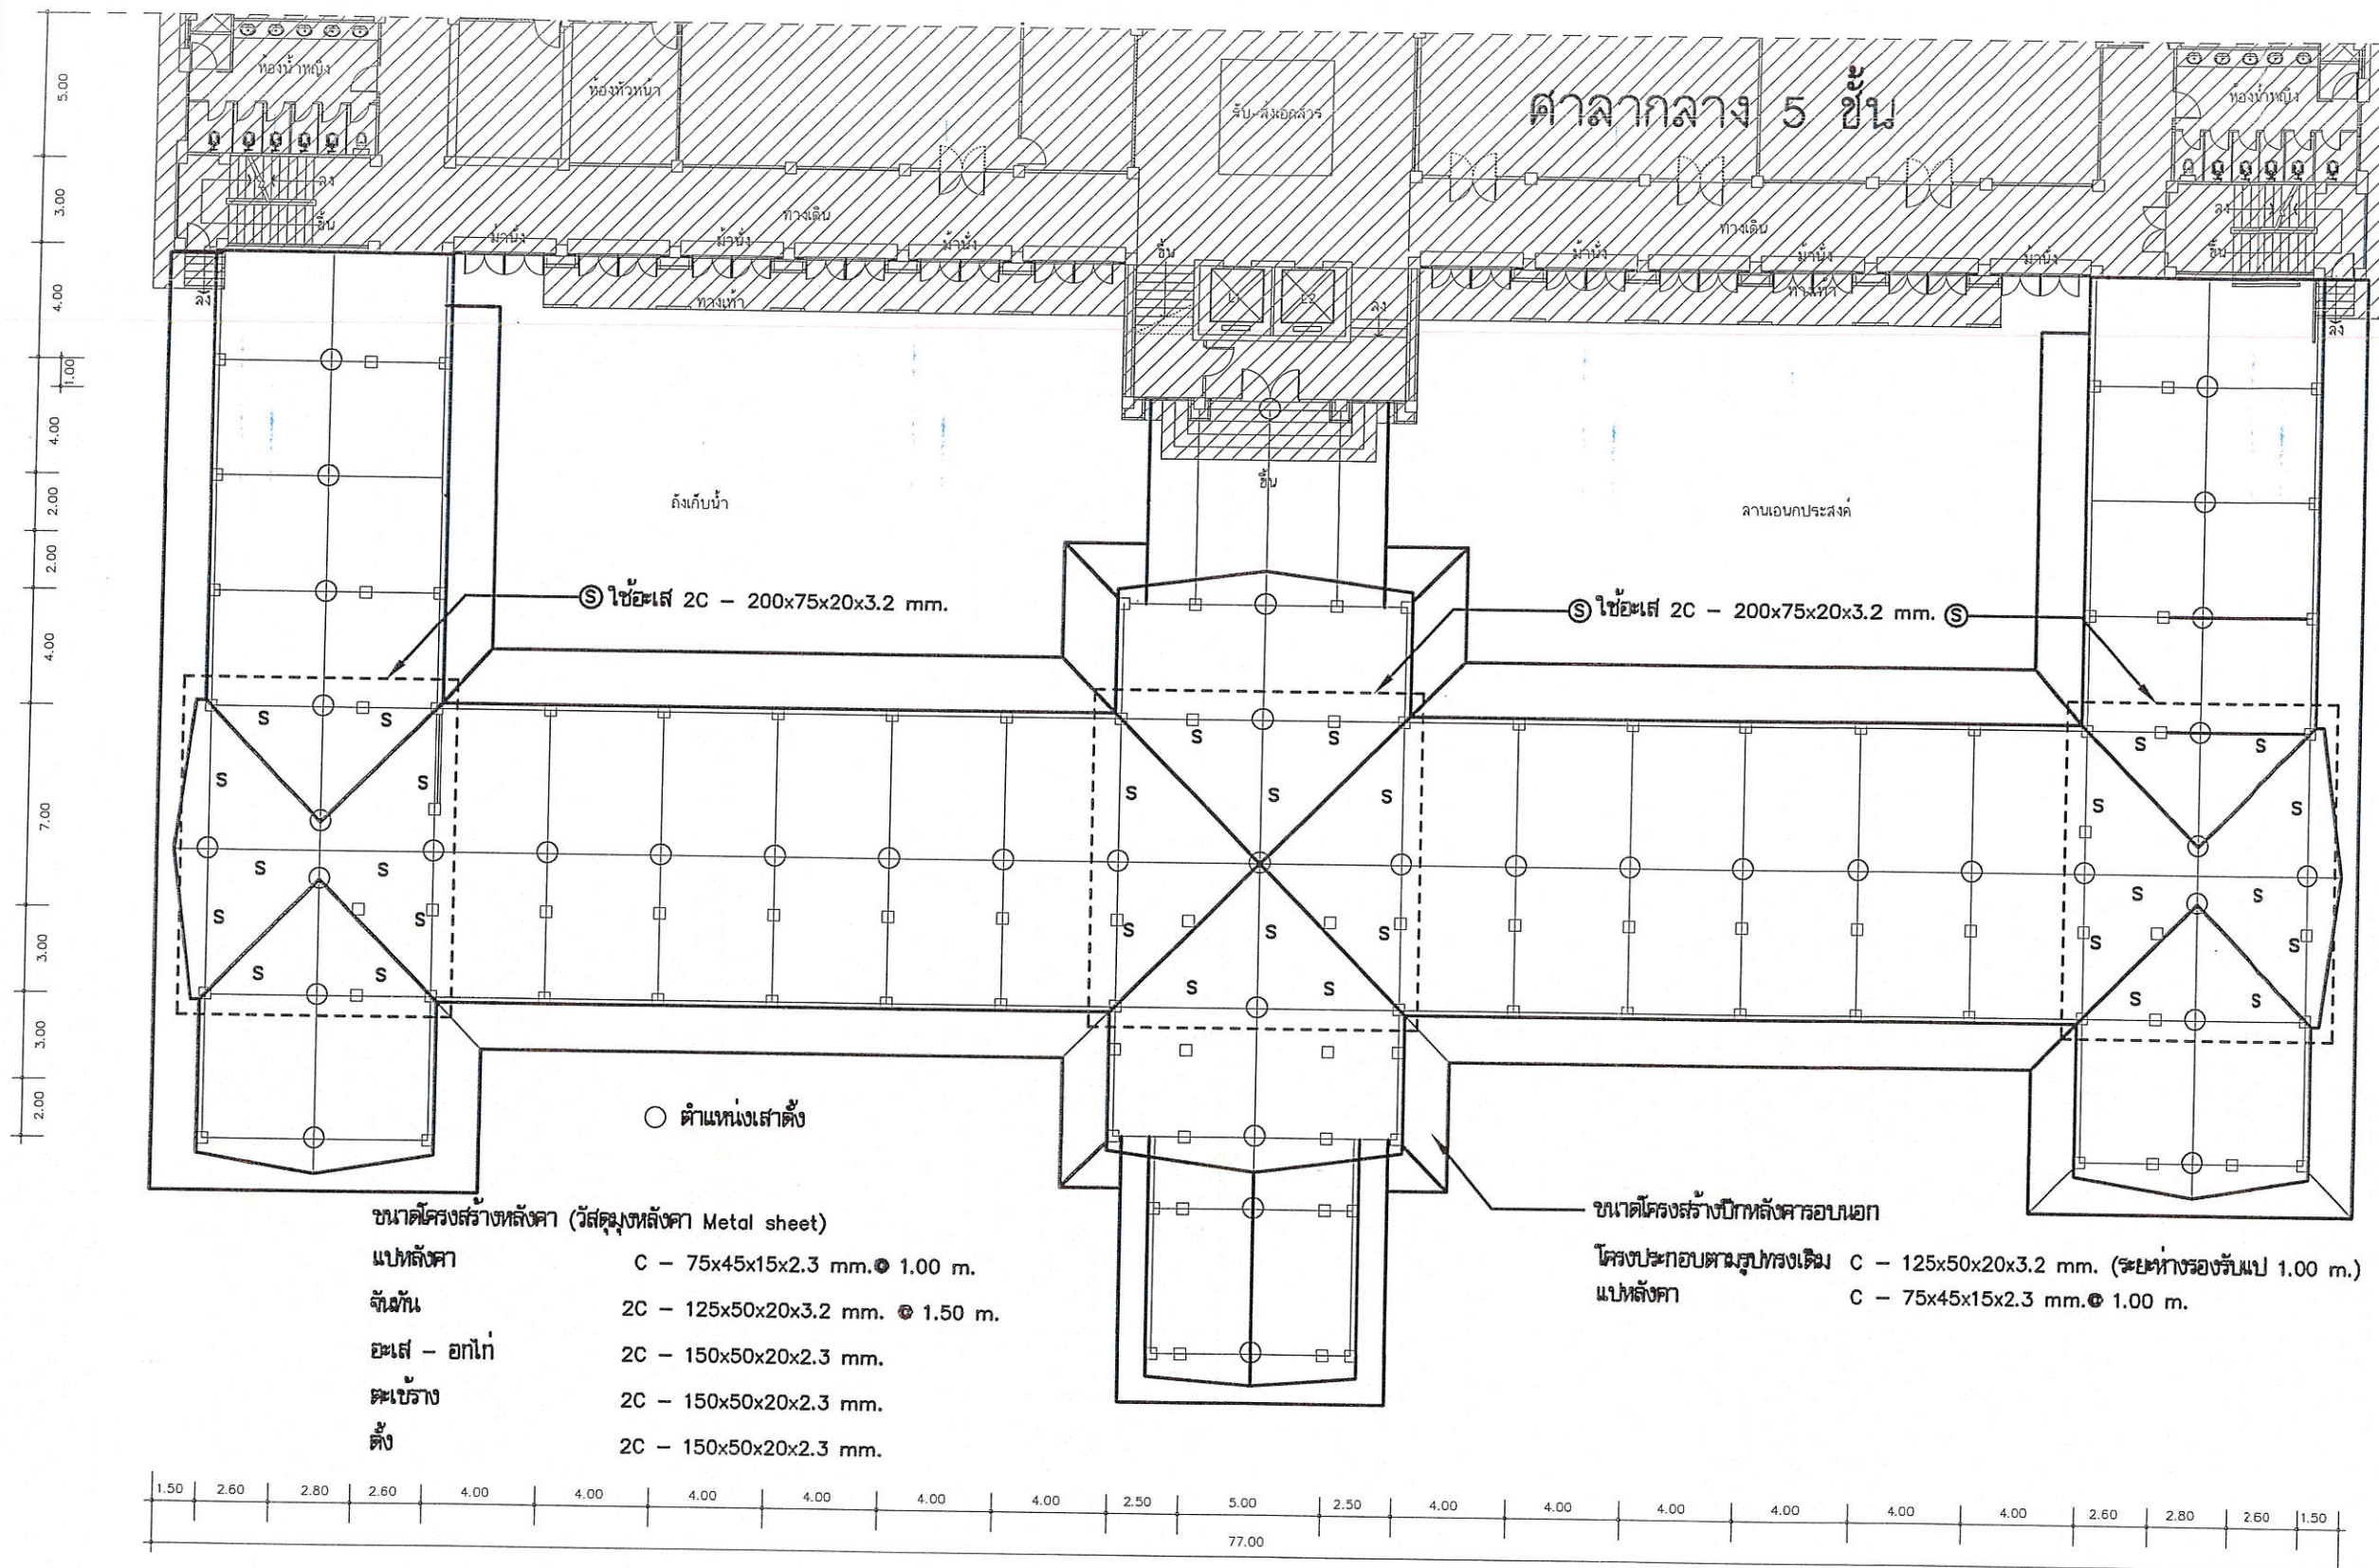 ห้องน้ำหญิง
ห้องหัวหน้า
รับ-ส่งเอกสาร
ศาลากลาง 5 ชั้น
ห้องน้ำหญิง
ลง
ขึ้น
ทางเดิน
ม้านั่ง
ม้านั่ง
ม้านั่ง
ทางเท้า
ลง
ขึ้น
L1
L2
ลง
ทางเดิน
ม้านั่ง
ม้านั่ง
ม้านั่ง
ทางเท้า
ลง
ขึ้น
ลง
ขึ้น
ถังเก็บน้ำ
ลานเอนกประสงค์
S ใช้อะเส 2C - 200x75x20x3.2 mm.
S ใช้อะเส 2C - 200x75x20x3.2 mm. S
S S S S S S S S S S
S S S S S S S S S S S S
S S S S S S S S S S
5.00
3.00
4.00
1.00
4.00
2.00
2.00
4.00
7.00
3.00
3.00
2.00
ตำแหน่งเสาตั้ง
ขนาดโครงสร้างหลังคา (วัสดุมุงหลังคา Metal sheet)
แปหลังคา C - 75x45x15x2.3 mm.@ 1.00 m.
จันทัน 2C - 125x50x20x3.2 mm. @ 1.50 m.
อะเส - อกไก่ 2C - 150x50x20x2.3 mm.
ตะเข้ราง 2C - 150x50x20x2.3 mm.
ดั้ง 2C - 150x50x20x2.3 mm.
ขนาดโครงสร้างปีกหลังคารอบนอก
โครงประกอบตามรูปทรงเดิม C - 125x50x20x3.2 mm. (ระยะห่างรองรับแป 1.00 m.)
แปหลังคา C - 75x45x15x2.3 mm.@ 1.00 m.
1.50 2.60 2.80 2.60 4.00 4.00 4.00 4.00 4.00 4.00 2.50 5.00 2.50 4.00 4.00 4.00 4.00 4.00 4.00 2.60 2.80 2.60 1.50
77.00